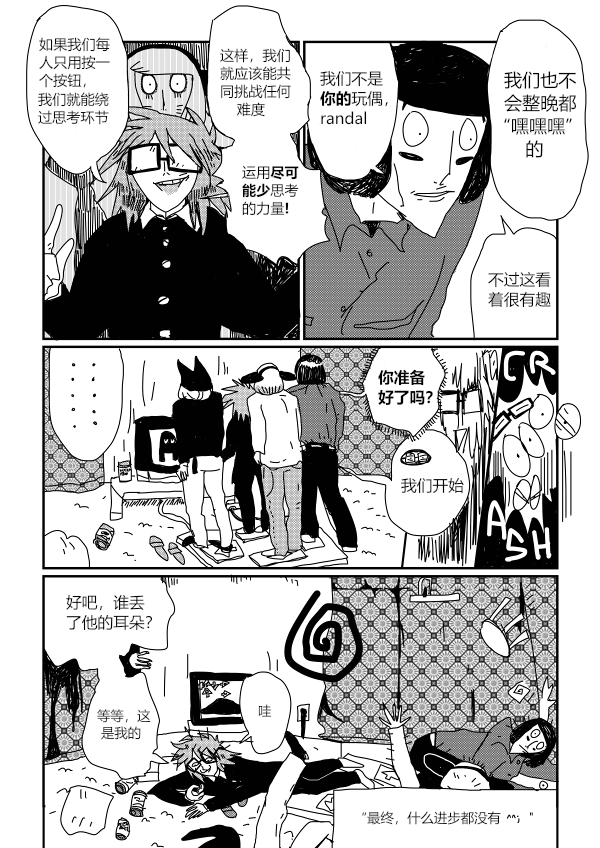 如果我们每
人只用按一
个按钮，
我们就能绕
过思考环节
这样，我们
就应该能共
同挑战任何
难度
运用尽可
能少思考
的力量！
我们不是
你的玩偶，
randal
我们也不
会整晚都
“嘿嘿嘿”
的
不过这看
着很有趣
······
······
你准备
好了吗？
我们开始
CR
ASH
好吧，谁丢
了他的耳朵？
等等，这
是我的
哇
“最终，什么进步都没有 ^^； "